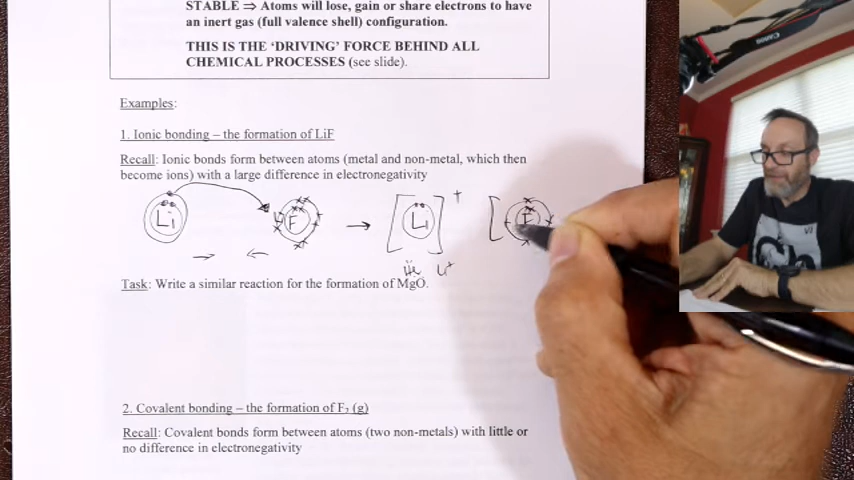 STABLE ⇒ Atoms will lose, gain or share electrons to have
an inert gas (full valence shell) configuration.
THIS IS THE ‘DRIVING’ FORCE BEHIND ALL
CHEMICAL PROCESSES (see slide).
Examples:
1. Ionic bonding – the formation of LiF
Recall: Ionic bonds form between atoms (metal and non-metal, which then
become ions) with a large difference in electronegativity
Li F → [Li]+ [F
→ ←
Li+
Task: Write a similar reaction for the formation of MgO.
2. Covalent bonding – the formation of F₂ (g)
Recall: Covalent bonds form between atoms (two non-metals) with little or
no difference in electronegativity
Canon